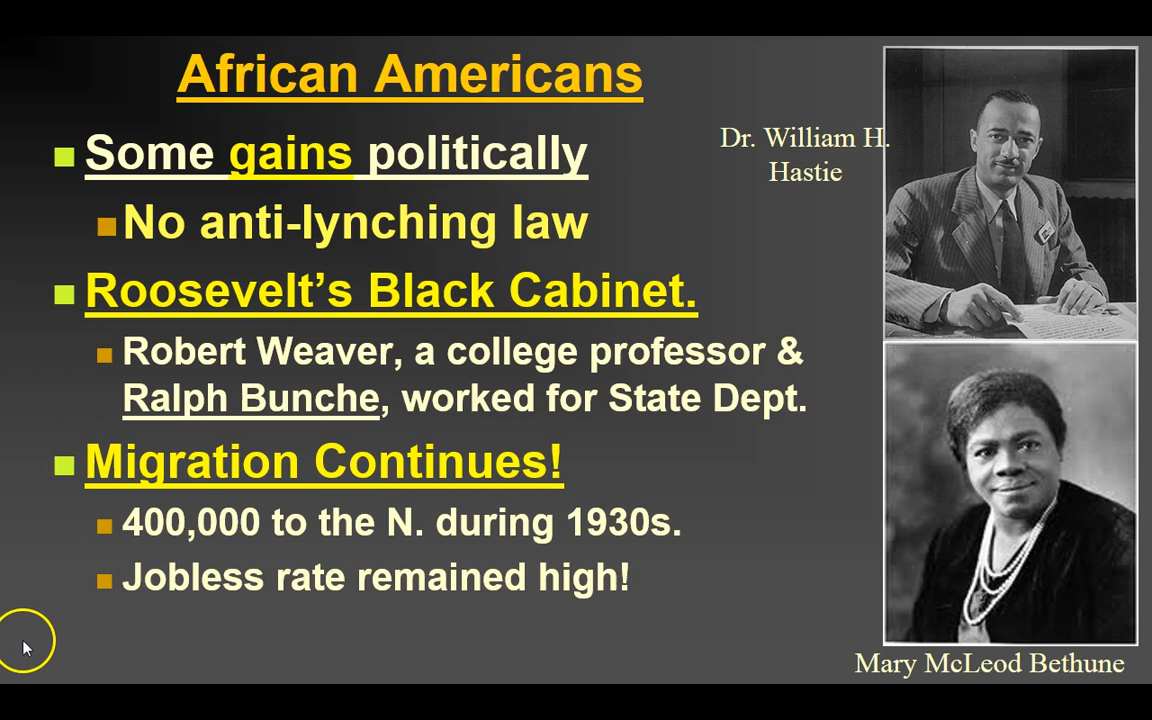 African Americans
Some gains politically
No anti-lynching law
Roosevelt’s Black Cabinet.
Robert Weaver, a college professor &
Ralph Bunche, worked for State Dept.
Migration Continues!
400,000 to the N. during 1930s.
Jobless rate remained high!
Dr. William H.
Hastie
Mary McLeod Bethune